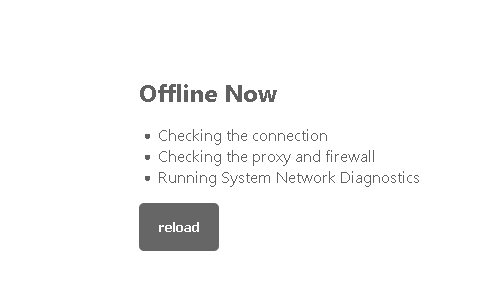 Offline Now
Checking the connection
Checking the proxy and firewall
Running System Network Diagnostics
reload